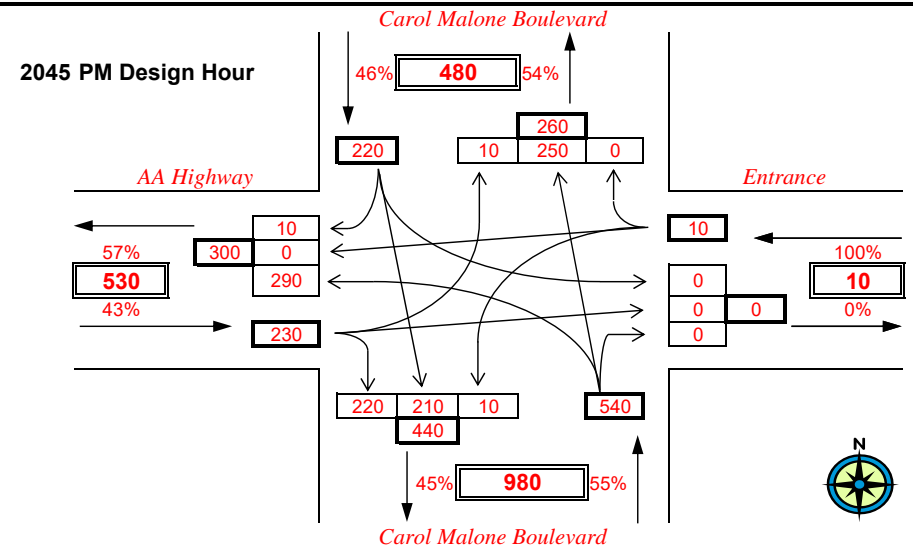 Carol Malone Boulevard
2045 PM Design Hour
46% 480 54%
260
220 10 250 0
AA Highway Entrance
10 10
57% 300 0 100%
530 290 0 10
43% 0 0 0%
230 0
220 210 10 540
440
45% 980 55%
N
Carol Malone Boulevard